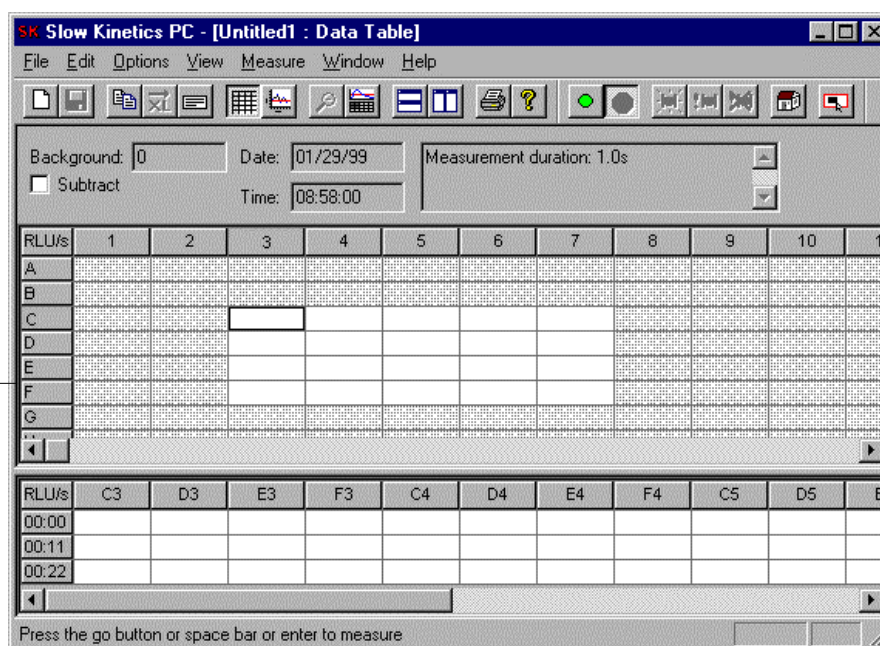 SK Slow Kinetics PC - [Untitled1 : Data Table]
File Edit Options View Measure Window Help
Background: 0 Date: 01/29/99 Measurement duration: 1.0s
Subtract
Time: 08:58:00
RLU/s 1 2 3 4 5 6 7 8 9 10
A
B
C
D
E
F
G
RLU/s C3 D3 E3 F3 C4 D4 E4 F4 C5 D5
00:00
00:11
00:22
Press the go button or space bar or enter to measure